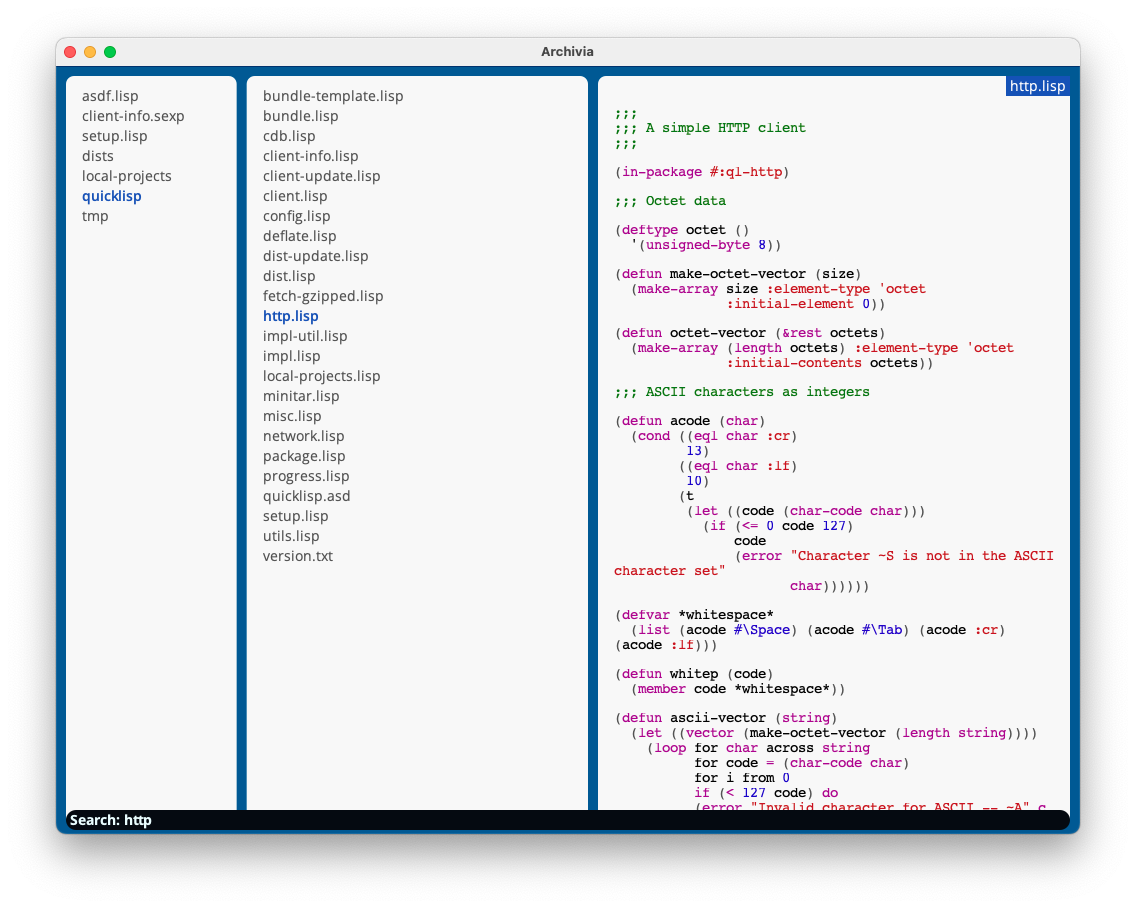 Archivia
asdf.lisp
client-info.sexp
setup.lisp
dists
local-projects
quicklisp
tmp
bundle-template.lisp
bundle.lisp
cdb.lisp
client-info.lisp
client-update.lisp
client.lisp
config.lisp
deflate.lisp
dist-update.lisp
dist.lisp
fetch-gzipped.lisp
http.lisp
impl-util.lisp
impl.lisp
local-projects.lisp
minitar.lisp
misc.lisp
network.lisp
package.lisp
progress.lisp
quicklisp.asd
setup.lisp
utils.lisp
version.txt
http.lisp
;;;
;;; A simple HTTP client
;;;
(in-package #:ql-http)
;;; Octet data
(deftype octet ()
  '(unsigned-byte 8))
(defun make-octet-vector (size)
  (make-array size :element-type 'octet
              :initial-element 0))
(defun octet-vector (&rest octets)
  (make-array (length octets) :element-type 'octet
              :initial-contents octets))
;;; ASCII characters as integers
(defun acode (char)
  (cond ((eql char :cr)
         13)
        ((eql char :lf)
         10)
        (t
         (let ((code (char-code char)))
           (if (<= 0 code 127)
               code
               (error "Character ~S is not in the ASCII
character set"
                      char))))))
(defvar *whitespace*
  (list (acode #\Space) (acode #\Tab) (acode :cr)
(acode :lf)))
(defun whitep (code)
  (member code *whitespace*))
(defun ascii-vector (string)
  (let ((vector (make-octet-vector (length string))))
    (loop for char across string
          for code = (char-code char)
          for i from 0
          if (< 127 code) do
          (error "Invalid character for ASCII -- ~A" c
Search: http